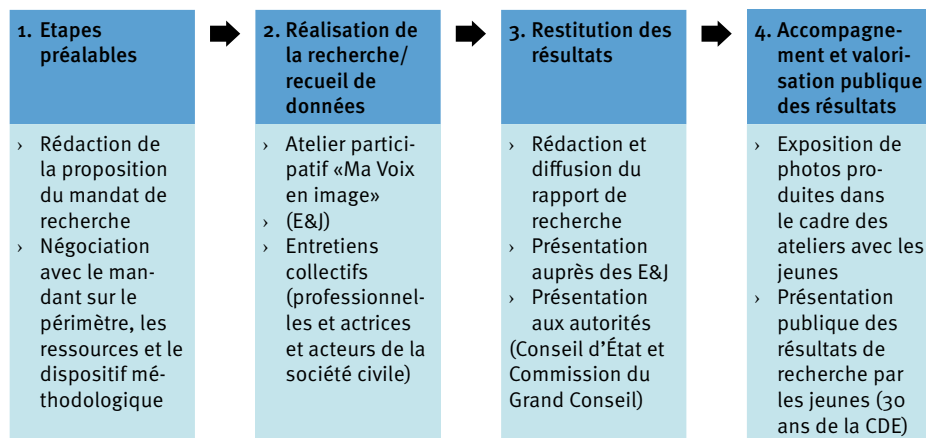 1. Etapes
préalables
› Rédaction de
la proposition
du mandat de
recherche
› Négociation
avec le man-
dant sur le
périmètre, les
ressources et le
dispositif mé-
thodologique
2. Réalisation de
la recherche/
recueil de
données
› Atelier partici-
patif «Ma Voix
en image»
› (E&J)
› Entretiens
collectifs
(professionnel-
les et actrices
et acteurs de la
société civile)
3. Restitution des
résultats
› Rédaction et
diffusion du
rapport de
recherche
› Présentation
auprès des E&J
› Présentation
aux autorités
(Conseil d’État et
Commission du
Grand Conseil)
4. Accompagne-
ment et valori-
sation publique
des résultats
› Exposition de
photos pro-
duites dans
le cadre des
ateliers avec les
jeunes
› Présentation
publique des
résultats de
recherche par
les jeunes (30
ans de la CDE)